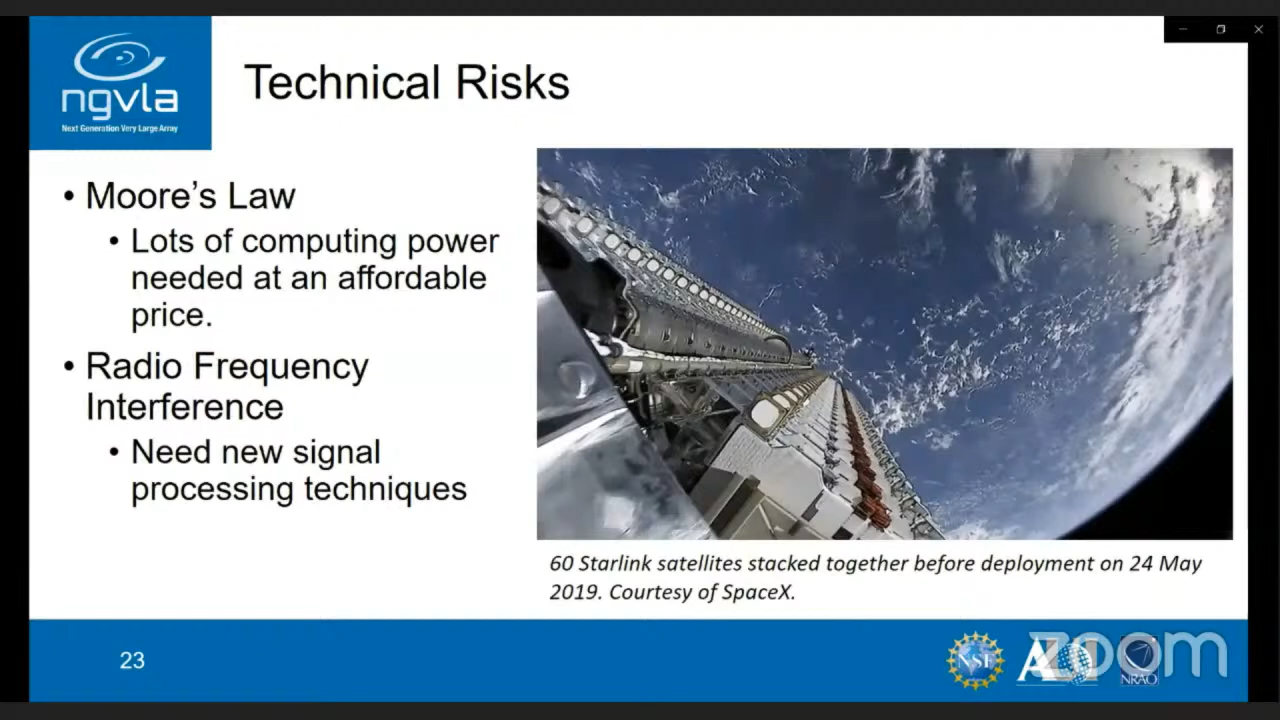 ngvla
Next Generation Very Large Array
Technical Risks
• Moore's Law
• Lots of computing power
needed at an affordable
price.
• Radio Frequency
Interference
• Need new signal
processing techniques
60 Starlink satellites stacked together before deployment on 24 May
2019. Courtesy of SpaceX.
23
NSF
NRAO
zoom